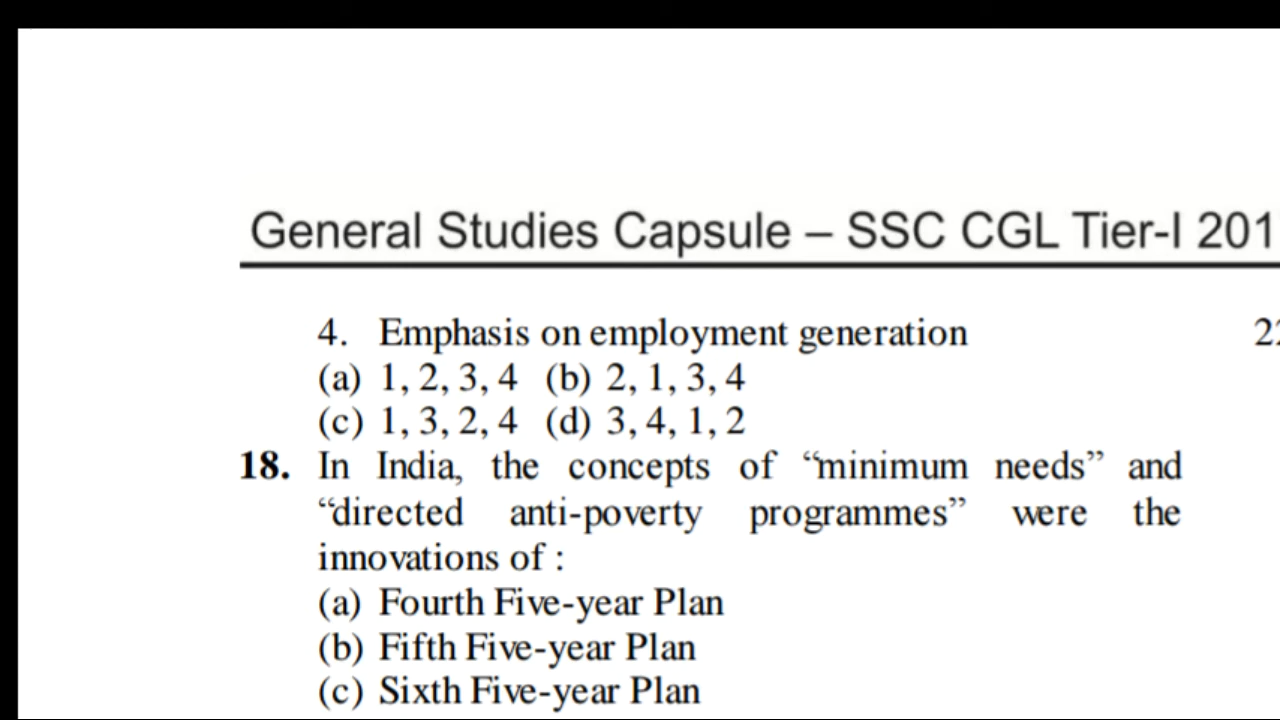 General Studies Capsule – SSC CGL Tier-I 201
4. Emphasis on employment generation
(a) 1, 2, 3, 4 (b) 2, 1, 3, 4
(c) 1, 3, 2, 4 (d) 3, 4, 1, 2
18. In India, the concepts of “minimum needs” and
“directed anti-poverty programmes” were the
innovations of :
(a) Fourth Five-year Plan
(b) Fifth Five-year Plan
(c) Sixth Five-year Plan